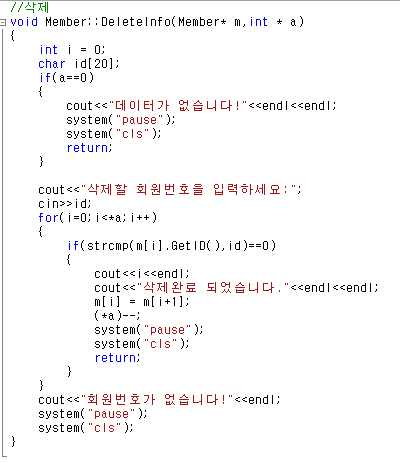 //삭제
void Member::DeleteInfo(Member* m,int * a)
{
    int i = 0;
    char id[20];
    if(a==0)
    {
        cout<<"데이터가 없습니다!"<<endl<<endl;
        system("pause");
        system("cls");
        return;
    }

    cout<<"삭제할 회원번호을 입력하세요:";
    cin>>id;
    for(i=0;i<*a;i++)
    {
        if(strcmp(m[i].GetID(),id)==0)
        {
            cout<<i<<endl;
            cout<<"삭제완료 되었습니다."<<endl<<endl;
            m[i] = m[i+1];
            (*a)--;
            system("pause");
            system("cls");
            return;
        }
    }
    cout<<"회원번호가 없습니다!"<<endl;
    system("pause");
    system("cls");
}